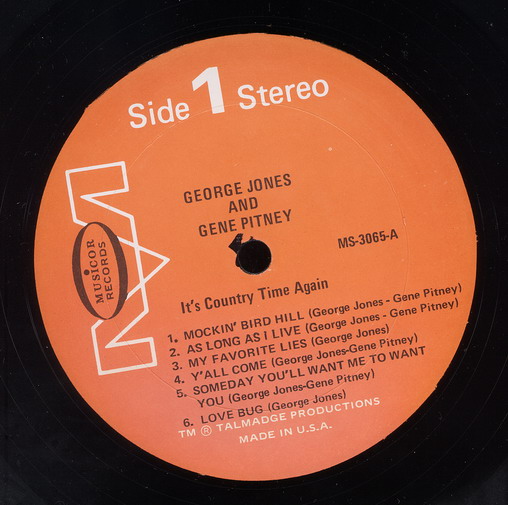 Side 1 Stereo
GEORGE JONES
AND
GENE PITNEY
MS-3065-A
MUSICOR
RECORDS
It's Country Time Again
1. MOCKIN' BIRD HILL (George Jones - Gene Pitney)
2. AS LONG AS I LIVE (George Jones - Gene Pitney)
3. MY FAVORITE LIES (George Jones)
4. Y'ALL COME (George Jones-Gene Pitney)
5. SOMEDAY YOU'LL WANT ME TO WANT
YOU (George Jones-Gene Pitney)
6. LOVE BUG (George Jones)
TM ® TALMADGE PRODUCTIONS
MADE IN U.S.A.